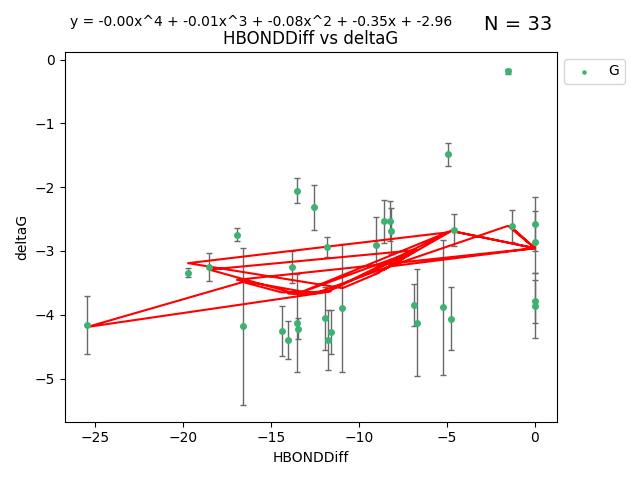 y = -0.00x^4 + -0.01x^3 + -0.08x^2 + -0.35x + -2.96
N = 33
HBONDDiff vs deltaG
G
deltaG
0
−1
−2
−3
−4
−5
−25
−20
−15
−10
−5
0
HBONDDiff